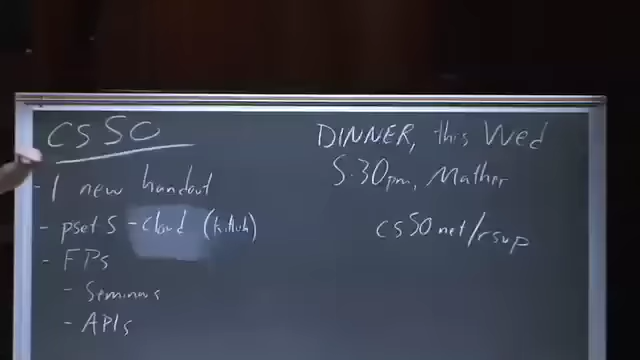 CS50
- 1 new handout
- pset 5 - cloud
- FPs
- Seminars
- APIs
DINNER, this Wed
5.30pm, Mather
cs50.net/rsvp